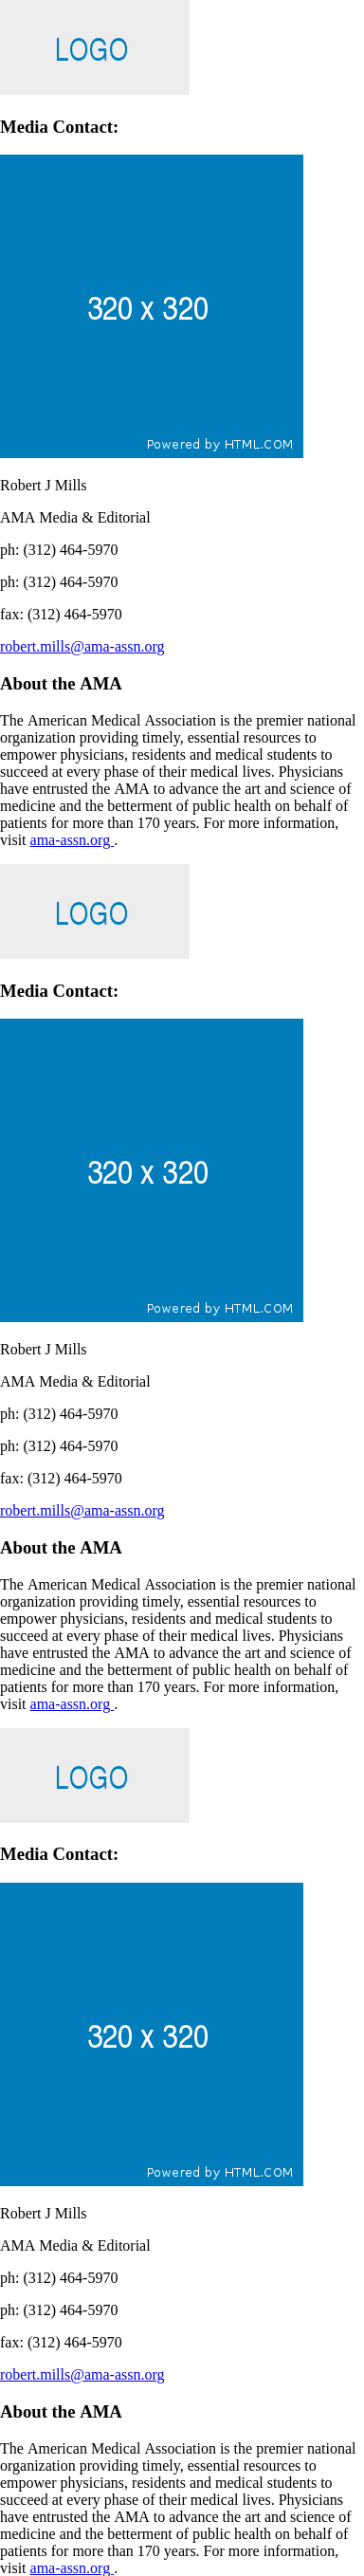 LOGO
Media Contact:
320 x 320
Powered by HTML.COM
Robert J Mills
AMA Media & Editorial
ph: (312) 464-5970
ph: (312) 464-5970
fax: (312) 464-5970
robert.mills@ama-assn.org
About the AMA
The American Medical Association is the premier national
organization providing timely, essential resources to
empower physicians, residents and medical students to
succeed at every phase of their medical lives. Physicians
have entrusted the AMA to advance the art and science of
medicine and the betterment of public health on behalf of
patients for more than 170 years. For more information,
visit ama-assn.org .
LOGO
Media Contact:
320 x 320
Powered by HTML.COM
Robert J Mills
AMA Media & Editorial
ph: (312) 464-5970
ph: (312) 464-5970
fax: (312) 464-5970
robert.mills@ama-assn.org
About the AMA
The American Medical Association is the premier national
organization providing timely, essential resources to
empower physicians, residents and medical students to
succeed at every phase of their medical lives. Physicians
have entrusted the AMA to advance the art and science of
medicine and the betterment of public health on behalf of
patients for more than 170 years. For more information,
visit ama-assn.org .
LOGO
Media Contact:
320 x 320
Powered by HTML.COM
Robert J Mills
AMA Media & Editorial
ph: (312) 464-5970
ph: (312) 464-5970
fax: (312) 464-5970
robert.mills@ama-assn.org
About the AMA
The American Medical Association is the premier national
organization providing timely, essential resources to
empower physicians, residents and medical students to
succeed at every phase of their medical lives. Physicians
have entrusted the AMA to advance the art and science of
medicine and the betterment of public health on behalf of
patients for more than 170 years. For more information,
visit ama-assn.org .